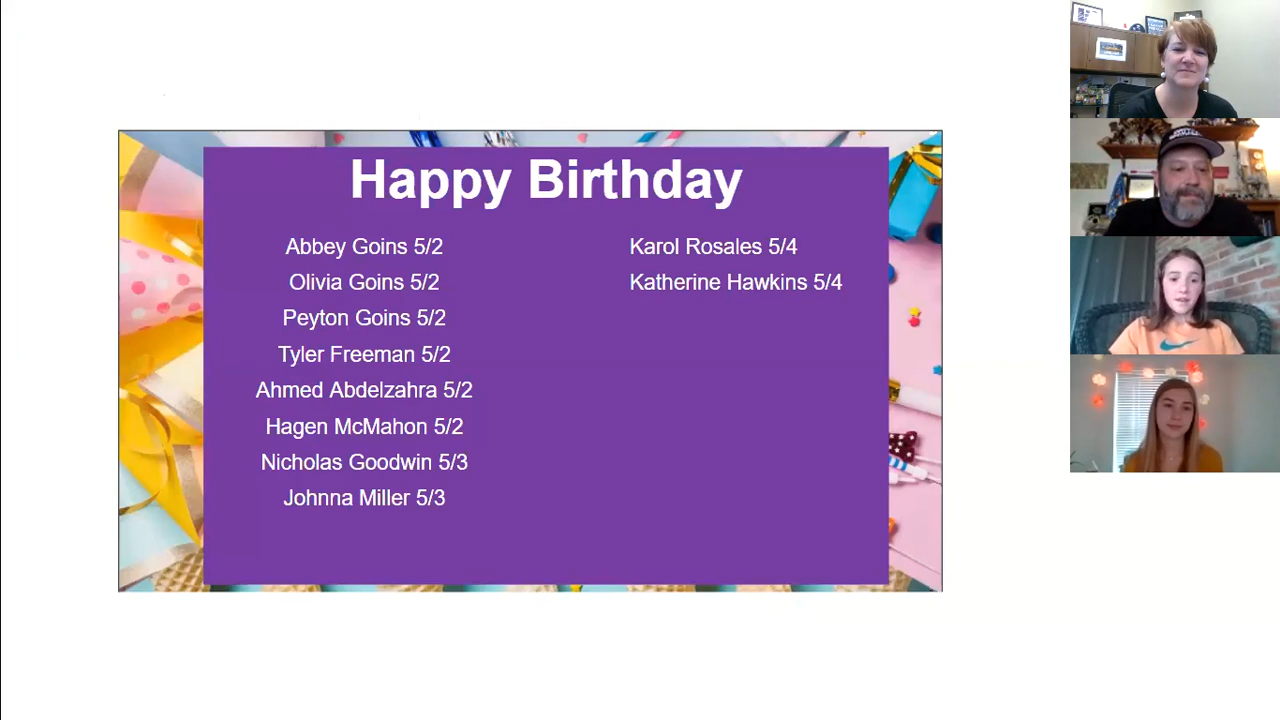 Happy Birthday
Abbey Goins 5/2
Olivia Goins 5/2
Peyton Goins 5/2
Tyler Freeman 5/2
Ahmed Abdelzahra 5/2
Hagen McMahon 5/2
Nicholas Goodwin 5/3
Johnna Miller 5/3
Karol Rosales 5/4
Katherine Hawkins 5/4